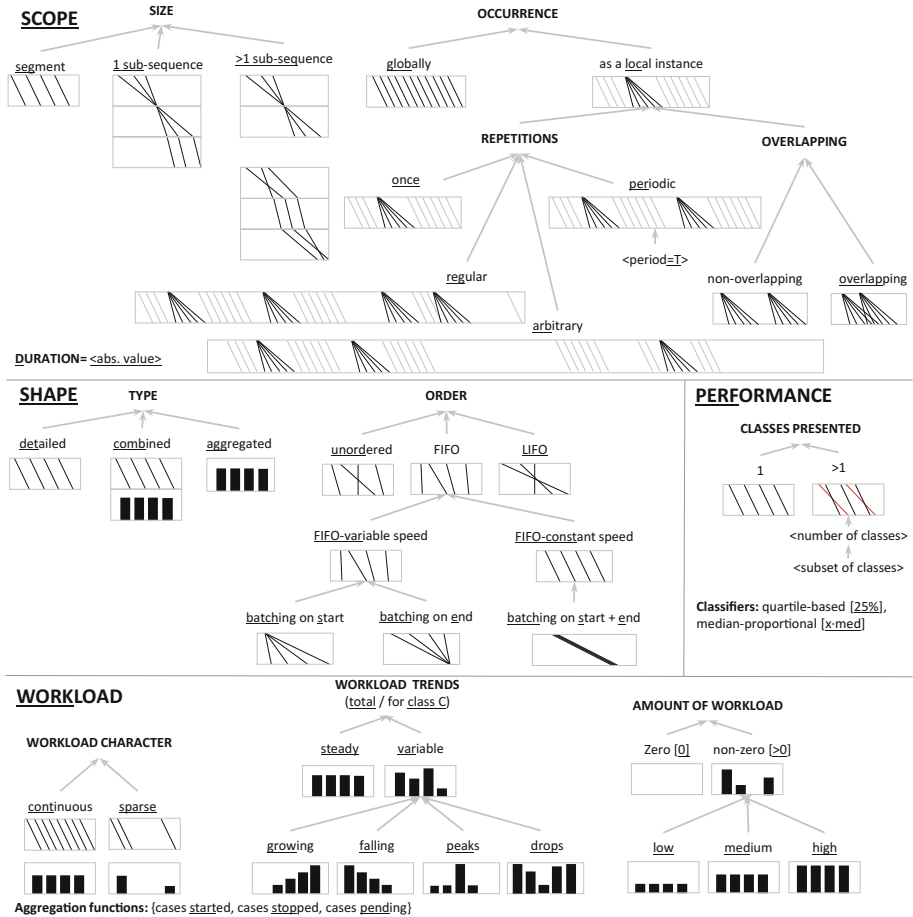 SCOPE
SIZE
OCCURRENCE
segment
1 sub-sequence
>1 sub-sequence
globally
as a local instance
REPETITIONS
OVERLAPPING
once
periodic
<period=T>
regular
non-overlapping
overlapping
arbitrary
DURATION= <abs. value>
SHAPE
TYPE
ORDER
detailed
combined
aggregated
unordered
FIFO
LIFO
FIFO-variable speed
FIFO-constant speed
batching on start
batching on end
batching on start + end
PERFORMANCE
CLASSES PRESENTED
1
>1
<number of classes>
<subset of classes>
Classifiers: quartile-based [25%],
median-proportional [x·med]
WORKLOAD
WORKLOAD TRENDS
(total / for class C)
AMOUNT OF WORKLOAD
WORKLOAD CHARACTER
steady
variable
Zero [0]
non-zero [>0]
continuous
sparse
growing
falling
peaks
drops
low
medium
high
Aggregation functions: {cases started, cases stopped, cases pending}